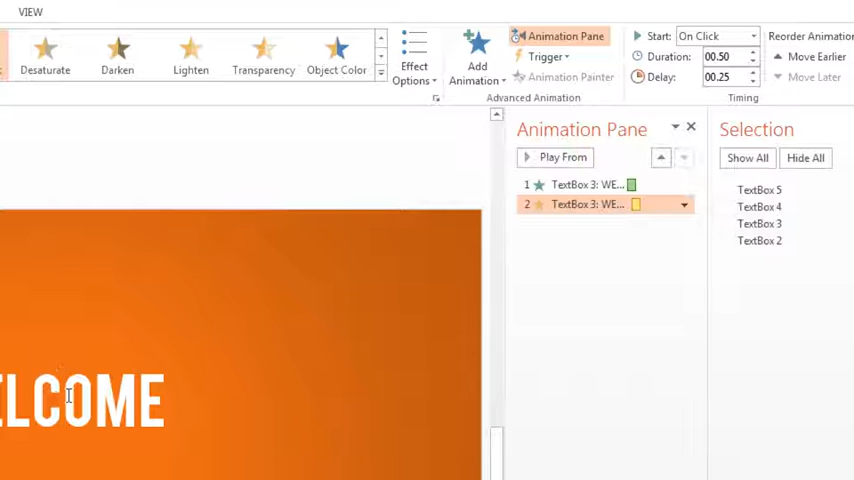 VIEW
Desaturate
Darken
Lighten
Transparency
Object Color
Effect
Options
Add
Animation
Animation Pane
Trigger
Animation Painter
Advanced Animation
Start: On Click
Duration: 00.50
Delay: 00.25
Timing
Reorder Animatio
Move Earlier
Move Later
Animation Pane
Play From
1 TextBox 3: WE...
2 TextBox 3: WE...
Selection
Show All
Hide All
TextBox 5
TextBox 4
TextBox 3
TextBox 2
ELCOME